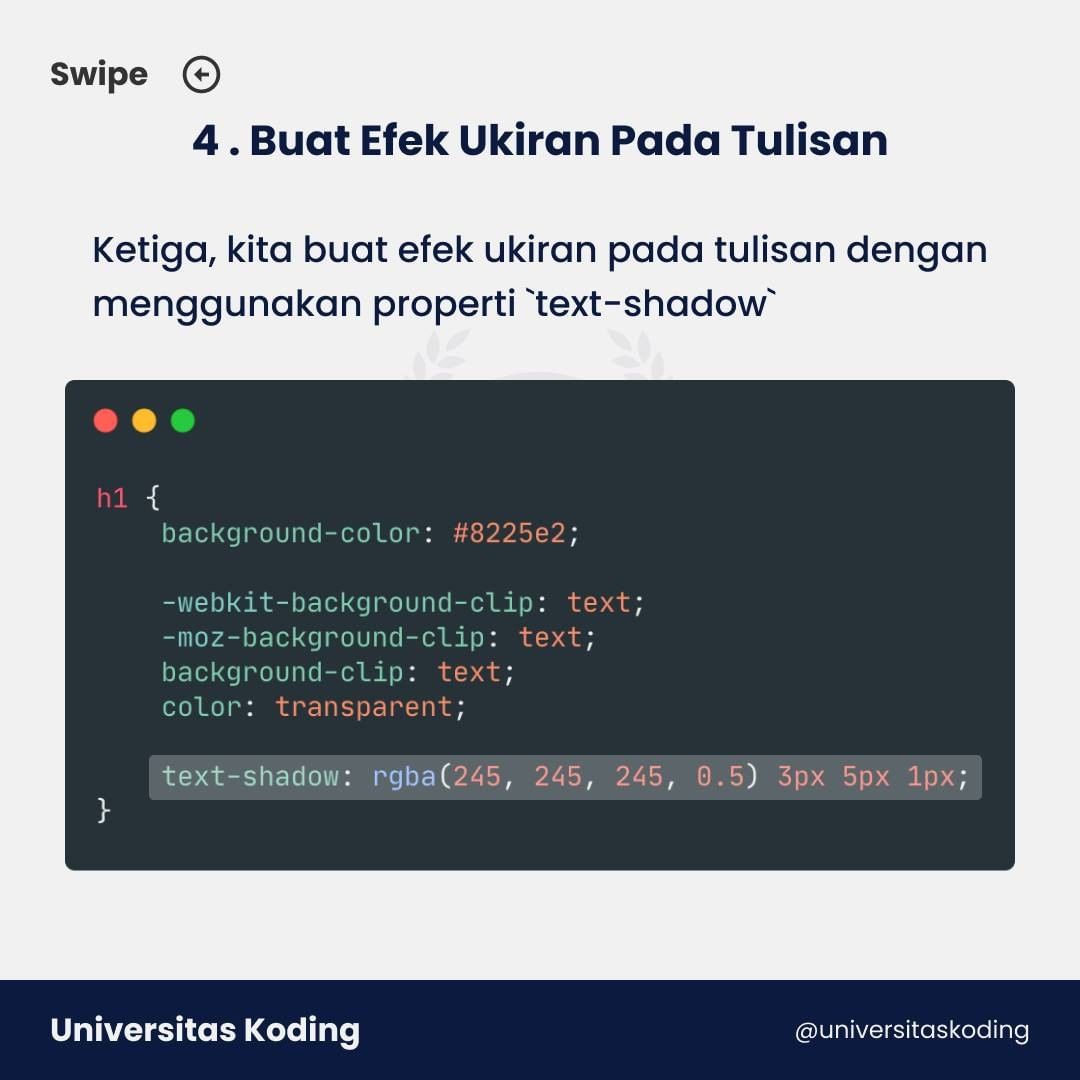 Swipe
4 . Buat Efek Ukiran Pada Tulisan
Ketiga, kita buat efek ukiran pada tulisan dengan
menggunakan properti `text-shadow`
h1 {
background-color: #8225e2;
-webkit-background-clip: text;
-moz-background-clip: text;
background-clip: text;
color: transparent;
text-shadow: rgba(245, 245, 245, 0.5) 3px 5px 1px;
}
Universitas Koding
@universitaskoding